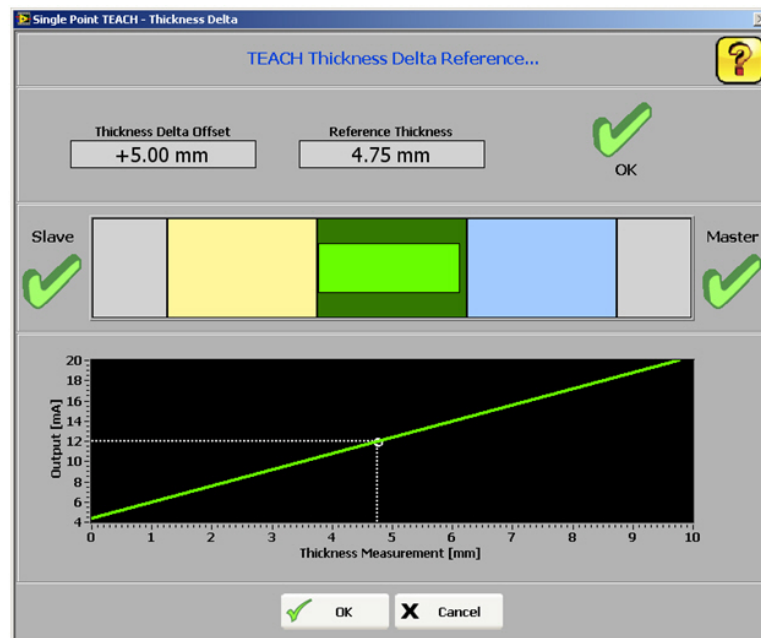 Single Point TEACH - Thickness Delta
TEACH Thickness Delta Reference...
Thickness Delta Offset
Reference Thickness
+5.00 mm
4.75 mm
OK
Slave
Master
20
18
16
14
12
10
8
6
4
Output [mA]
0 1 2 3 4 5 6 7 8 9 10
Thickness Measurement [mm]
OK
Cancel